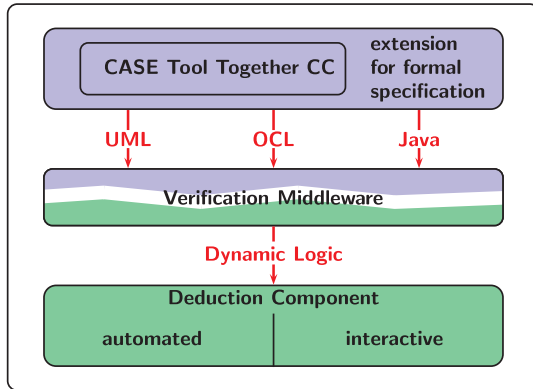 CASE Tool Together CC
extension
for formal
specification
UML
OCL
Java
Verification Middleware
Dynamic Logic
Deduction Component
automated
interactive